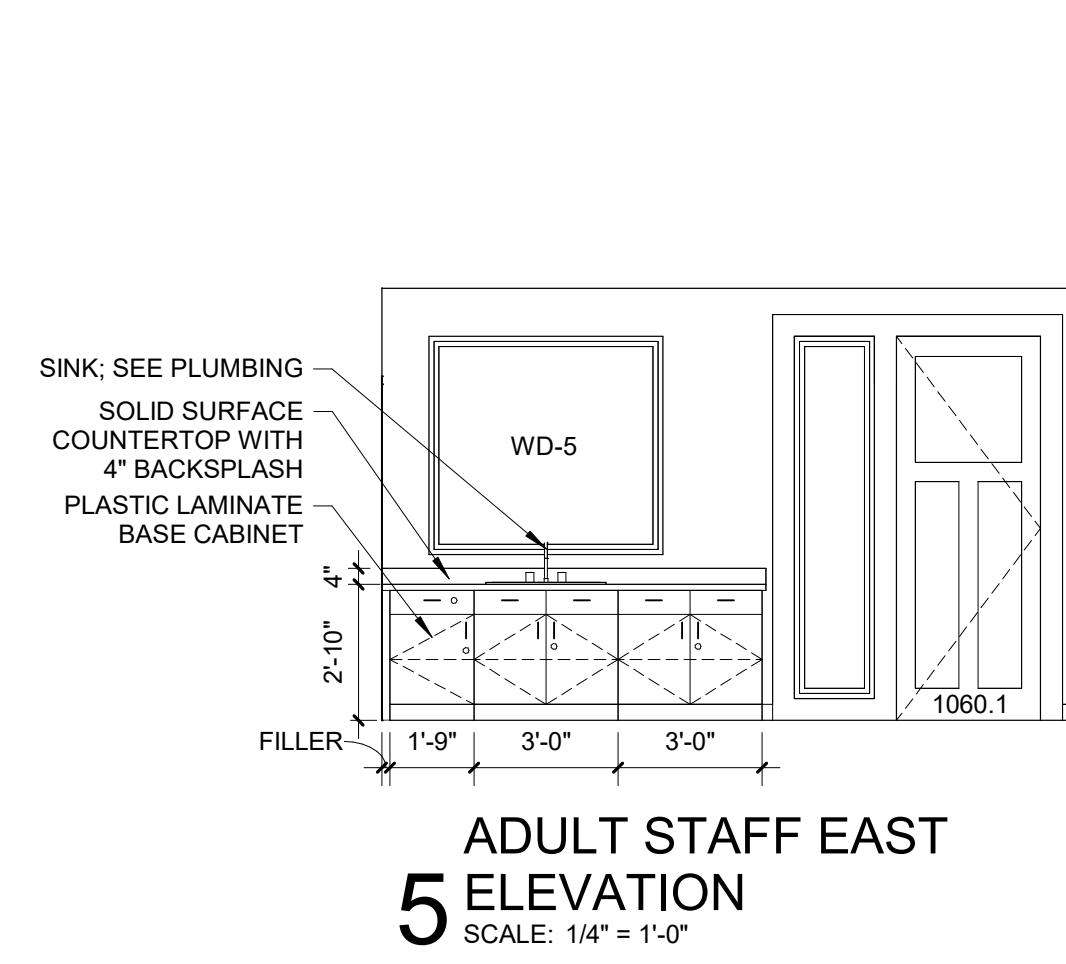 SINK; SEE PLUMBING
SOLID SURFACE
COUNTERTOP WITH
4" BACKSPLASH
PLASTIC LAMINATE
BASE CABINET
WD-5
4"
2'-10"
1060.1
FILLER
1'-9"
3'-0"
3'-0"
ADULT STAFF EAST
5 ELEVATION
SCALE: 1/4" = 1'-0"